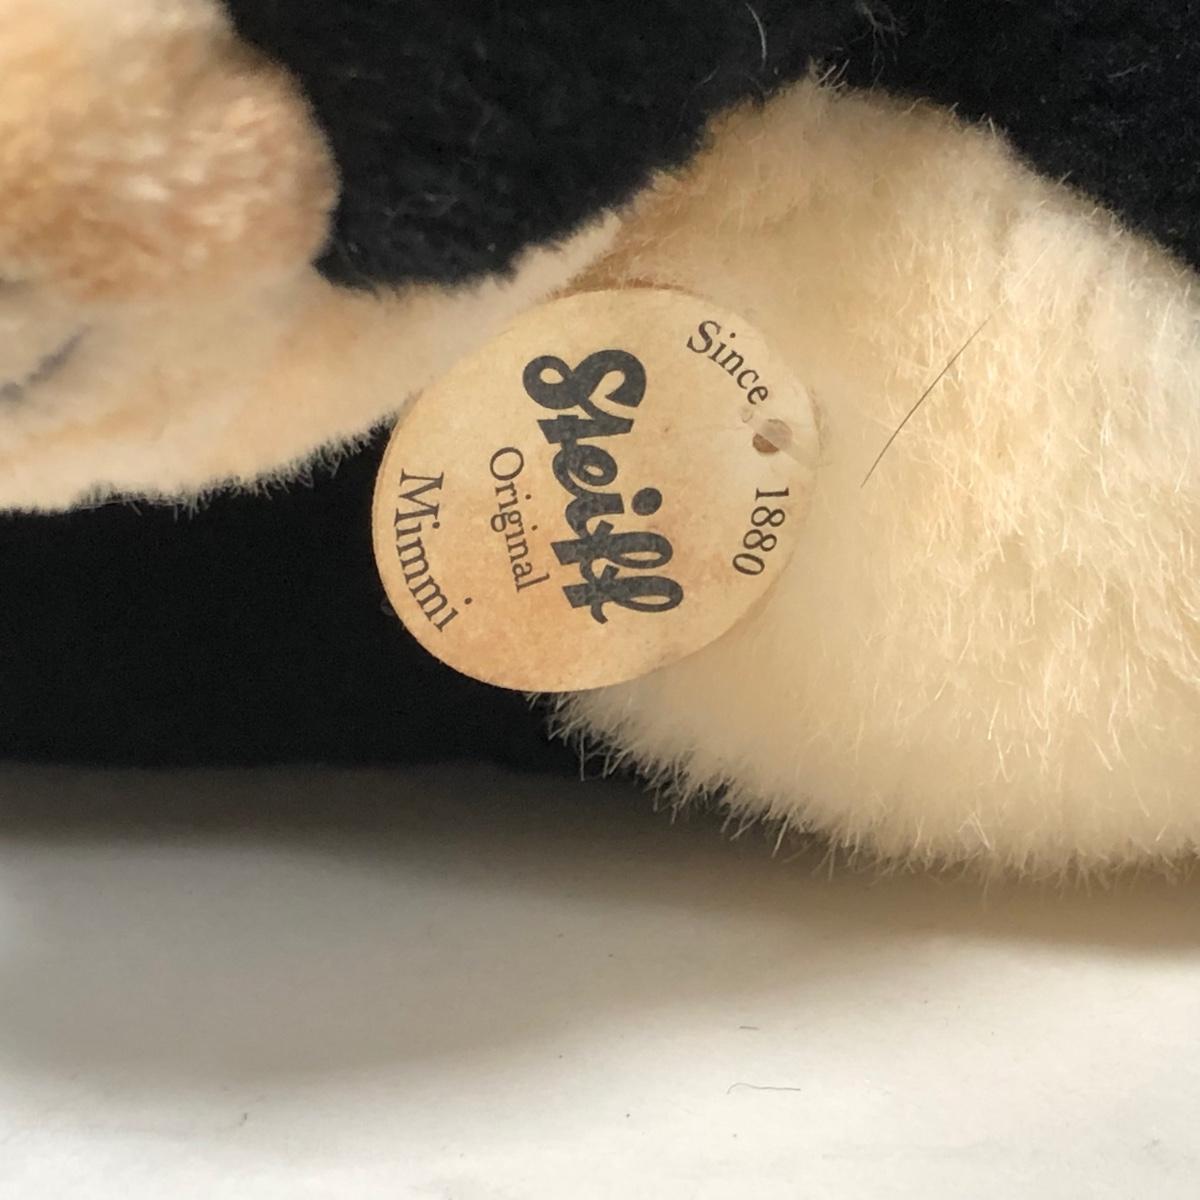 Since 1880
Steiff
Original
Mimmi